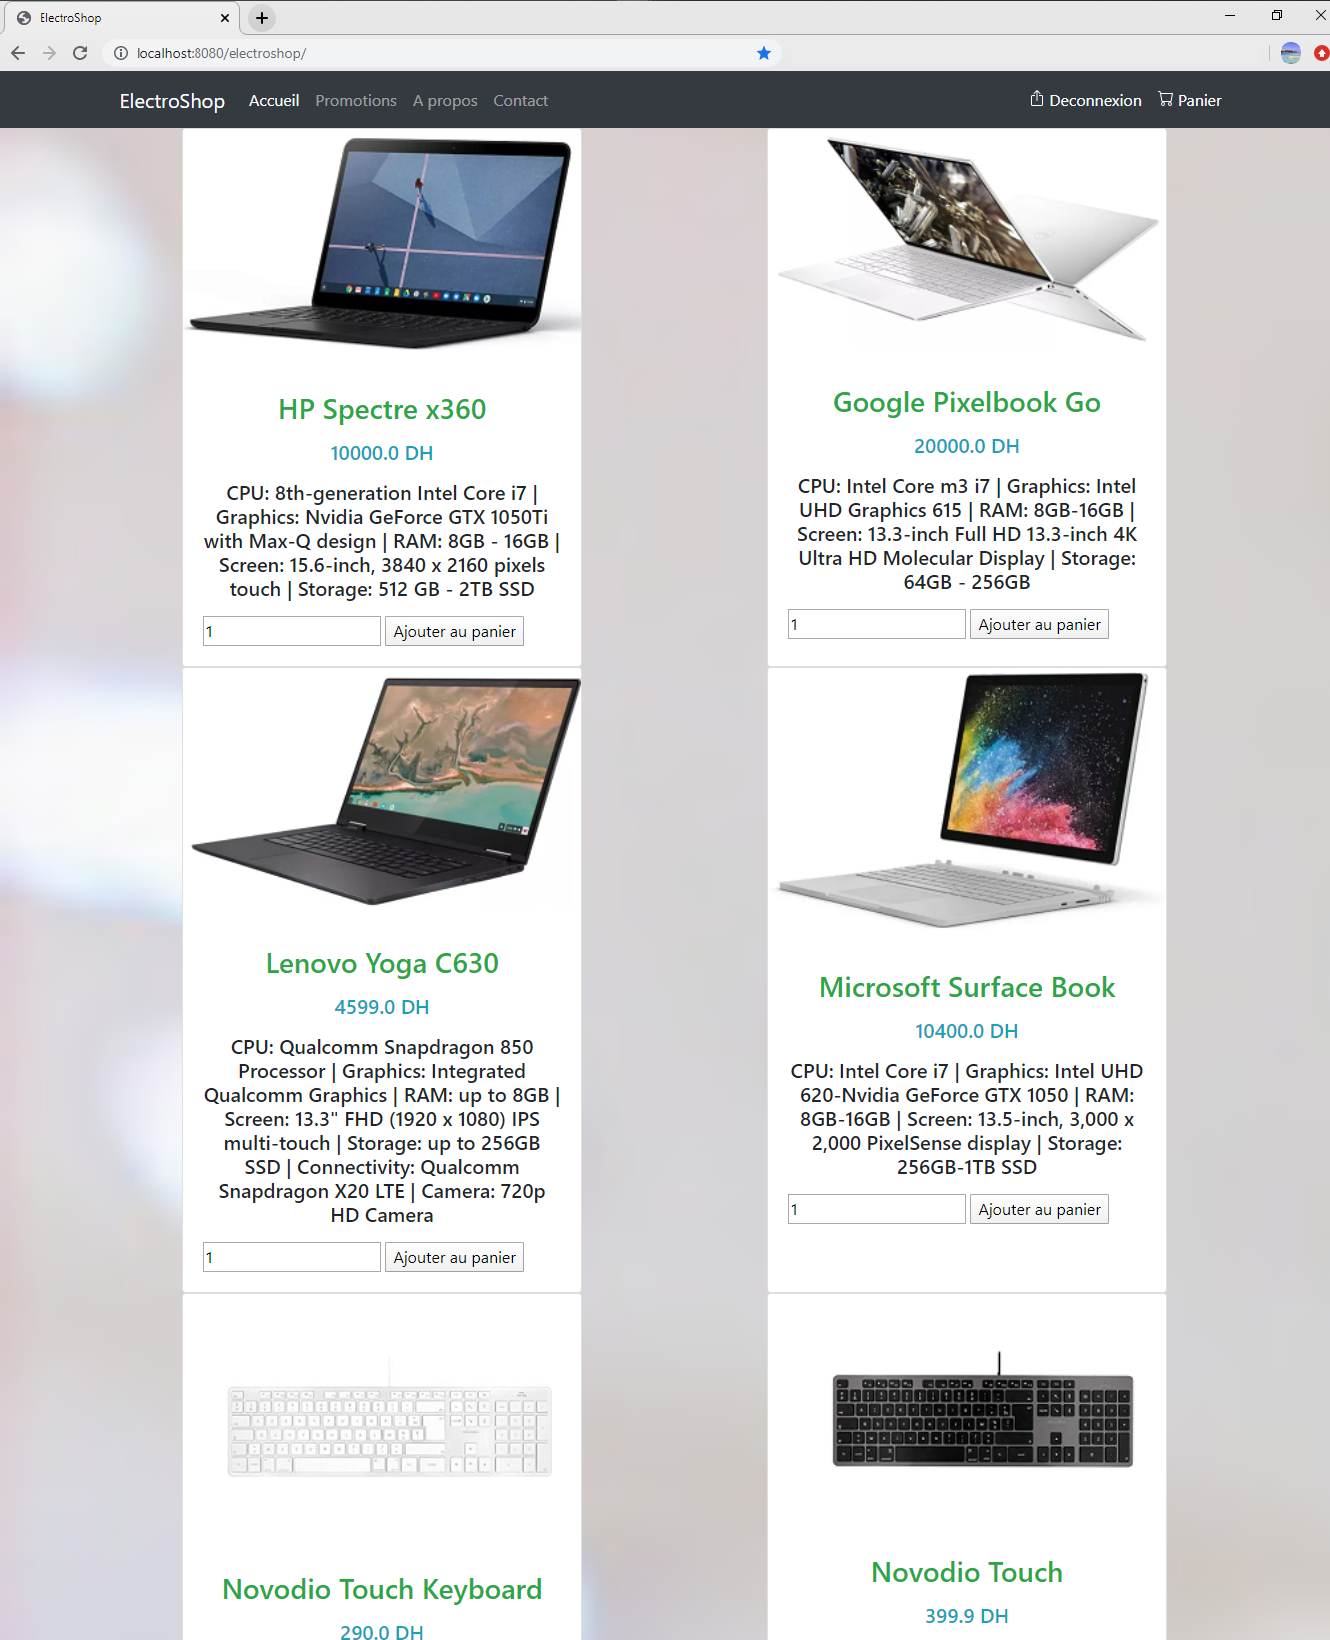 ElectroShop
localhost:8080/electroshop/
ElectroShop Accueil Promotions A propos Contact Deconnexion Panier
HP Spectre x360
10000.0 DH
CPU: 8th-generation Intel Core i7 |
Graphics: Nvidia GeForce GTX 1050Ti
with Max-Q design | RAM: 8GB - 16GB |
Screen: 15.6-inch, 3840 x 2160 pixels
touch | Storage: 512 GB - 2TB SSD
1 Ajouter au panier
Google Pixelbook Go
20000.0 DH
CPU: Intel Core m3 i7 | Graphics: Intel
UHD Graphics 615 | RAM: 8GB-16GB |
Screen: 13.3-inch Full HD 13.3-inch 4K
Ultra HD Molecular Display | Storage:
64GB - 256GB
1 Ajouter au panier
Lenovo Yoga C630
4599.0 DH
CPU: Qualcomm Snapdragon 850
Processor | Graphics: Integrated
Qualcomm Graphics | RAM: up to 8GB |
Screen: 13.3" FHD (1920 x 1080) IPS
multi-touch | Storage: up to 256GB
SSD | Connectivity: Qualcomm
Snapdragon X20 LTE | Camera: 720p
HD Camera
1 Ajouter au panier
Microsoft Surface Book
10400.0 DH
CPU: Intel Core i7 | Graphics: Intel UHD
620-Nvidia GeForce GTX 1050 | RAM:
8GB-16GB | Screen: 13.5-inch, 3,000 x
2,000 PixelSense display | Storage:
256GB-1TB SSD
1 Ajouter au panier
Novodio Touch Keyboard
290.0 DH
Novodio Touch
399.9 DH